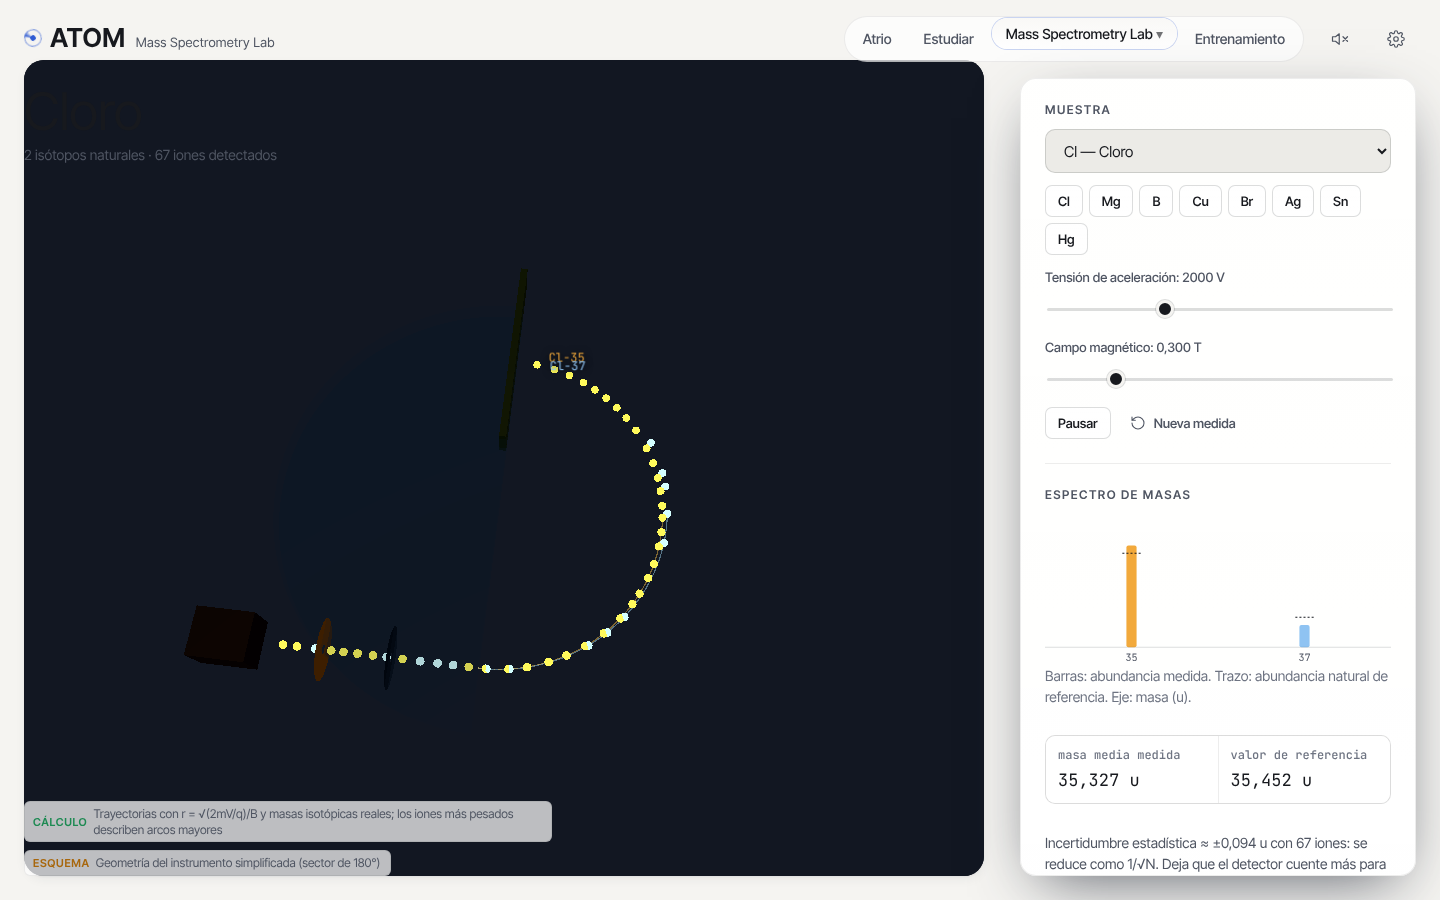 ATOM Mass Spectrometry Lab
Atrio Estudiar Mass Spectrometry Lab ▾ Entrenamiento
Cloro
2 isótopos naturales · 67 iones detectados
Cl-35
Cl-37
CÁLCULO Trayectorias con r = √(2mV/q)/B y masas isotópicas reales; los iones más pesados
describen arcos mayores
ESQUEMA Geometría del instrumento simplificada (sector de 180°)
MUESTRA
Cl — Cloro
Cl Mg B Cu Br Ag Sn
Hg
Tensión de aceleración: 2000 V
Campo magnético: 0,300 T
Pausar Nueva medida
ESPECTRO DE MASAS
35 37
Barras: abundancia medida. Trazo: abundancia natural de
referencia. Eje: masa (u).
masa media medida valor de referencia
35,327 u 35,452 u
Incertidumbre estadística ≈ ±0,094 u con 67 iones: se
reduce como 1/√N. Deja que el detector cuente más para